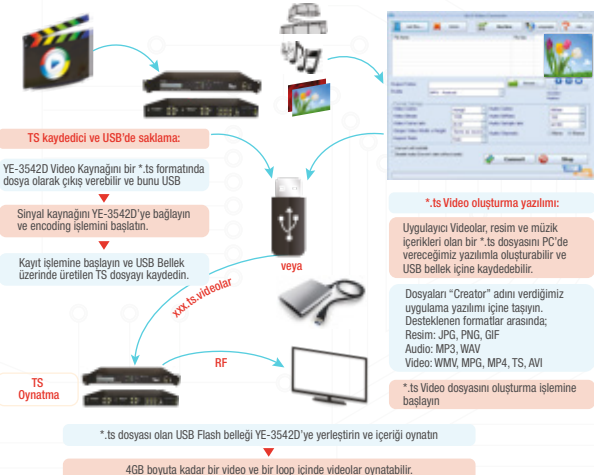 TS kaydedici ve USB'de saklama:
YE-3542D Video Kaynağını bir *.ts formatında
dosya olarak çıkış verebilir ve bunu USB
Sinyal kaynağını YE-3542D'ye bağlayın
ve encoding işlemini başlatın.
Kayıt işlemine başlayın ve USB Bellek
üzerinde üretilen TS dosyayı kaydedin.
veya
xxx.ts.videolar
RF
TS
Oynatma
*.ts Video oluşturma yazılımı:
Uygulayıcı Videolar, resim ve müzik
içerikleri olan bir *.ts dosyasını PC'de
vereceğimiz yazılımla oluşturabilir ve
USB bellek içine kaydedebilir.
Dosyaları "Creator" adını verdiğimiz
uygulama yazılımı içine taşıyın.
Desteklenen formatlar arasında;
Resim: JPG, PNG, GIF
Audio: MP3, WAV
Video: WMV, MPG, MP4, TS, AVI
*.ts Video dosyasını oluşturma işlemine
başlayın
*.ts dosyası olan USB Flash belleği YE-3542D'ye yerleştirin ve içeriği oynatın
4GB boyuta kadar bir video ve bir loop içinde videolar oynatabilir.